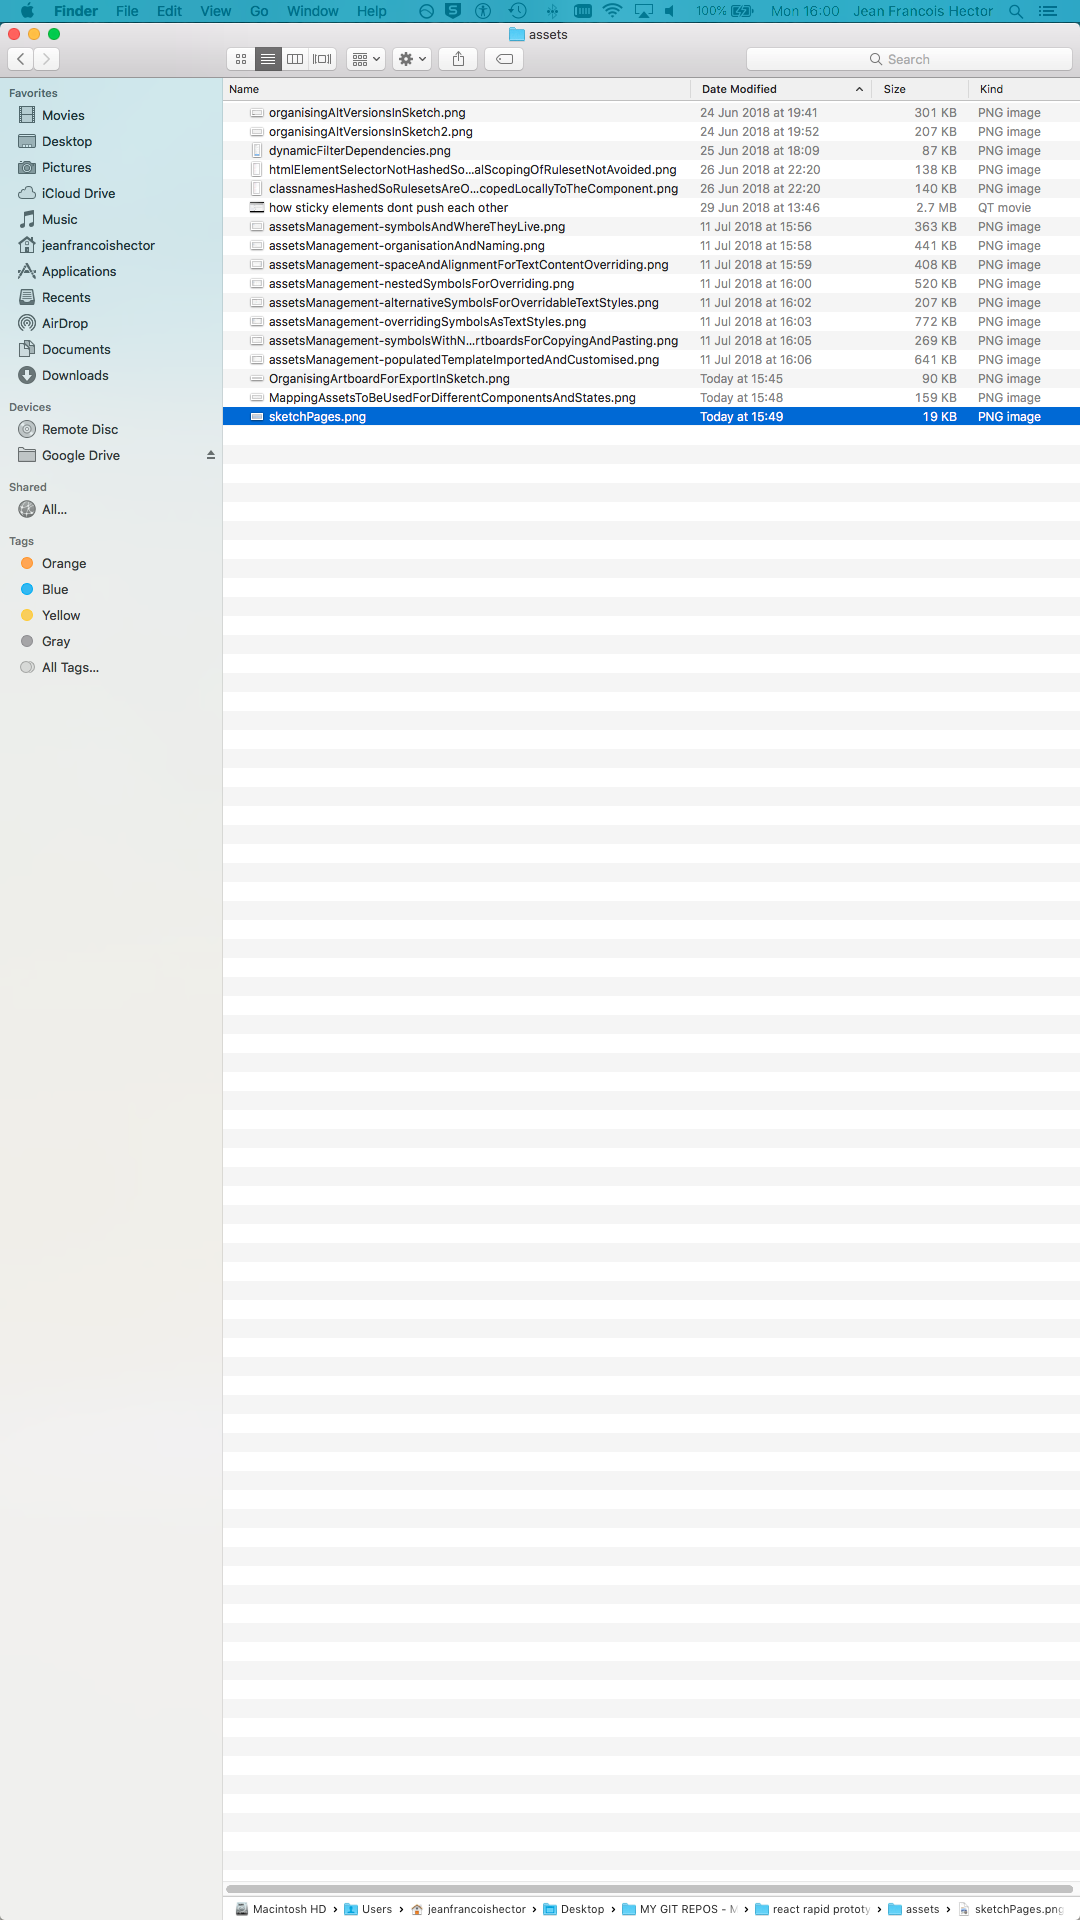 Finder File Edit View Go Window Help 100% Mon 16:00 Jean Francois Hector
assets
Search
Name Date Modified Size Kind
Favorites
Movies
Desktop
Pictures
iCloud Drive
Music
jeanfrancoishector
Applications
Recents
AirDrop
Documents
Downloads
Devices
Remote Disc
Google Drive
Shared
All...
Tags
Orange
Blue
Yellow
Gray
All Tags...
organisingAltVersionsInSketch.png 24 Jun 2018 at 19:41 301 KB PNG image
organisingAltVersionsInSketch2.png 24 Jun 2018 at 19:52 207 KB PNG image
dynamicFilterDependencies.png 25 Jun 2018 at 18:09 87 KB PNG image
htmlElementSelectorNotHashedSo...alScopingOfRulesetNotAvoided.png 26 Jun 2018 at 22:20 138 KB PNG image
classnamesHashedSoRulesetsAreO...copedLocallyToTheComponent.png 26 Jun 2018 at 22:20 140 KB PNG image
how sticky elements dont push each other 29 Jun 2018 at 13:46 2.7 MB QT movie
assetsManagement-symbolsAndWhereTheyLive.png 11 Jul 2018 at 15:56 363 KB PNG image
assetsManagement-organisationAndNaming.png 11 Jul 2018 at 15:58 441 KB PNG image
assetsManagement-spaceAndAlignmentForTextContentOverriding.png 11 Jul 2018 at 15:59 408 KB PNG image
assetsManagement-nestedSymbolsForOverriding.png 11 Jul 2018 at 16:00 520 KB PNG image
assetsManagement-alternativeSymbolsForOverridableTextStyles.png 11 Jul 2018 at 16:02 207 KB PNG image
assetsManagement-overridingSymbolsAsTextStyles.png 11 Jul 2018 at 16:03 772 KB PNG image
assetsManagement-symbolsWithN...rtboardsForCopyingAndPasting.png 11 Jul 2018 at 16:05 269 KB PNG image
assetsManagement-populatedTemplateImportedAndCustomised.png 11 Jul 2018 at 16:06 641 KB PNG image
OrganisingArtboardForExportInSketch.png Today at 15:45 90 KB PNG image
MappingAssetsToBeUsedForDifferentComponentsAndStates.png Today at 15:48 159 KB PNG image
sketchPages.png Today at 15:49 19 KB PNG image
Macintosh HD › Users › jeanfrancoishector › Desktop › MY GIT REPOS - M › react rapid prototy › assets › sketchPages.png